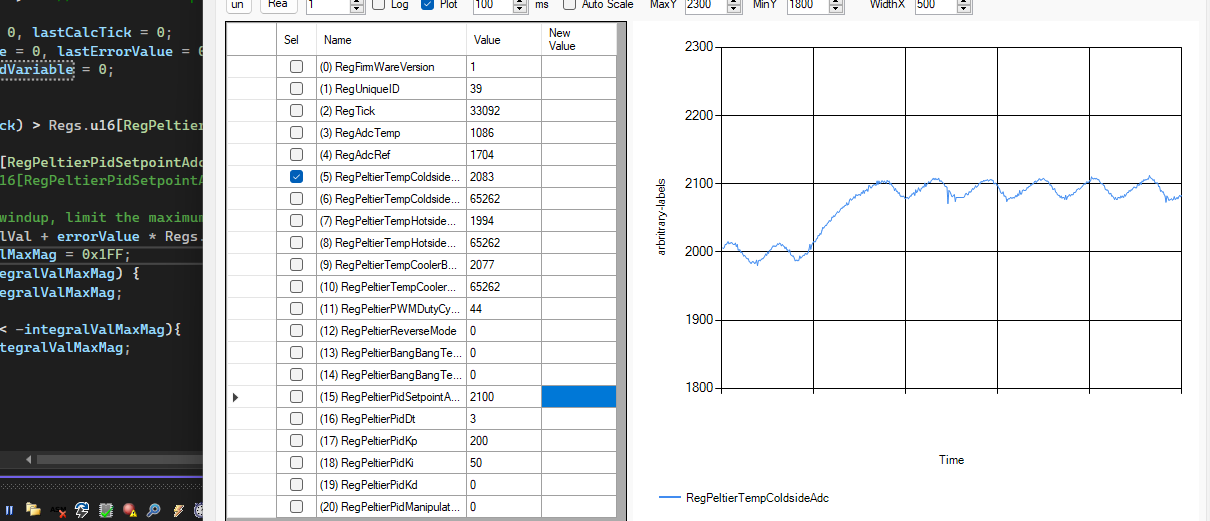 un
Rea
1
Log
Plot
100
ms
Auto Scale
MaxY
2300
MinY
1800
WidthX
500
0, lastCalcTick = 0;
e = 0, lastErrorValue = 0
dVariable = 0;
ck) > Regs.u16[RegPeltier
[RegPeltierPidSetpointAdc
16[RegPeltierPidSetpointA
windup, limit the maximum
lVal + errorValue * Regs.
lMaxMag = 0x1FF;
egralValMaxMag) {
egralValMaxMag;
< -integralValMaxMag){
tegralValMaxMag;
Sel Name Value New Value
(0) RegFirmWareVersion 1
(1) RegUniqueID 39
(2) RegTick 33092
(3) RegAdcTemp 1086
(4) RegAdcRef 1704
(5) RegPeltierTempColdside... 2083
(6) RegPeltierTempColdside... 65262
(7) RegPeltierTempHotside... 1994
(8) RegPeltierTempHotside... 65262
(9) RegPeltierTempCoolerB... 2077
(10) RegPeltierTempCooler... 65262
(11) RegPeltierPWMDutyCy... 44
(12) RegPeltierReverseMode 0
(13) RegPeltierBangBangTe... 0
(14) RegPeltierBangBangTe... 0
(15) RegPeltierPidSetpointA... 2100
(16) RegPeltierPidDt 3
(17) RegPeltierPidKp 200
(18) RegPeltierPidKi 50
(19) RegPeltierPidKd 0
(20) RegPeltierPidManipulat... 0
2300
2200
2100
2000
1900
1800
arbritrary-labels
Time
RegPeltierTempColdsideAdc